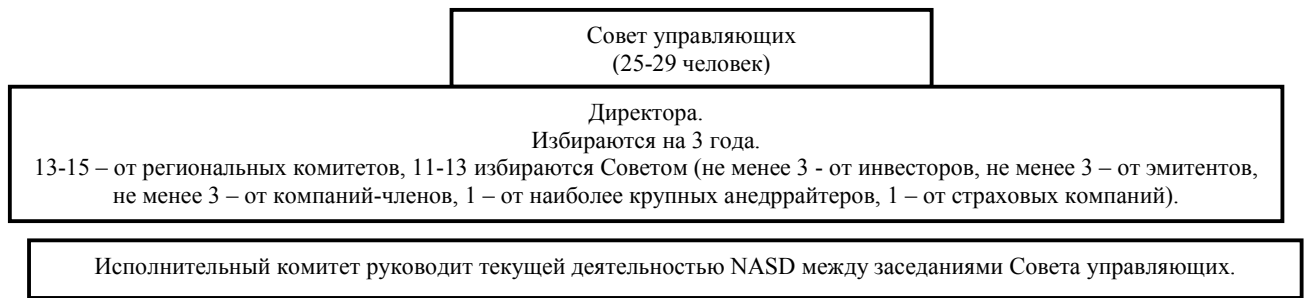 Совет управляющих
(25-29 человек)
Директора.
Избираются на 3 года.
13-15 – от региональных комитетов, 11-13 избираются Советом (не менее 3 - от инвесторов, не менее 3 – от эмитентов,
не менее 3 – от компаний-членов, 1 – от наиболее крупных анедррайтеров, 1 – от страховых компаний).
Исполнительный комитет руководит текущей деятельностью NASD между заседаниями Совета управляющих.